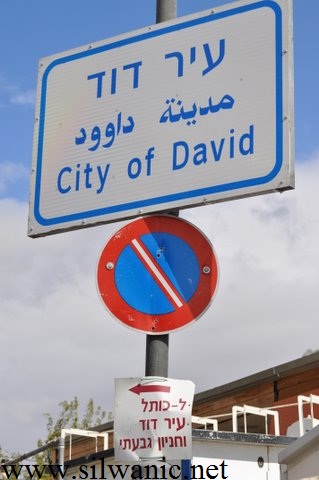 עיר דוד
مدينة داوود
City of David
ל-כותל
עיר דוד
וחניון גבעתי
www.silwanic.net